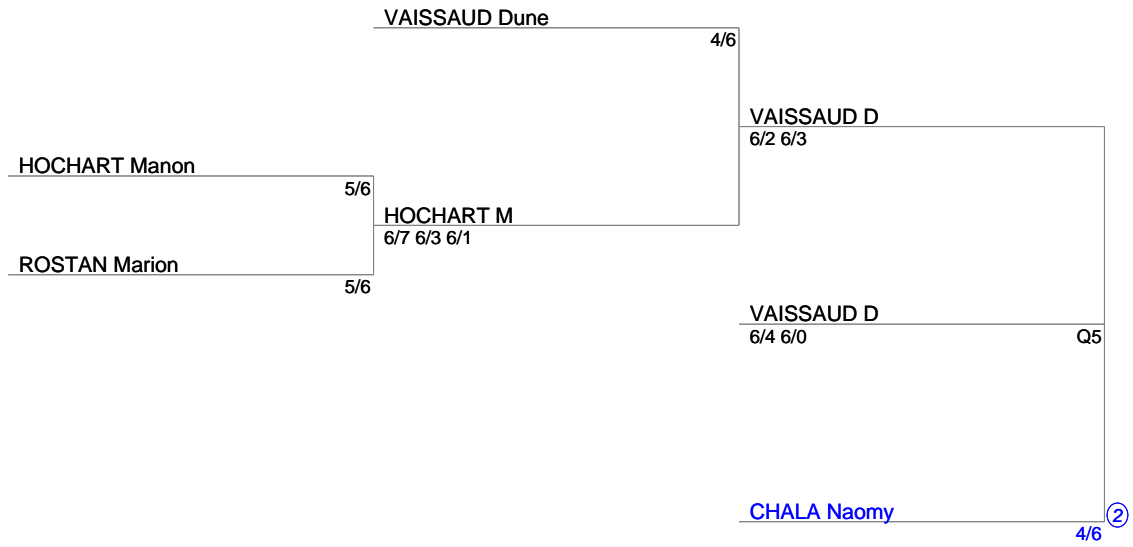 VAISSAUD Dune
4/6
VAISSAUD D
6/2 6/3
HOCHART Manon
5/6
HOCHART M
6/7 6/3 6/1
ROSTAN Marion
5/6
VAISSAUD D
6/4 6/0 Q5
CHALA Naomy 2
4/6